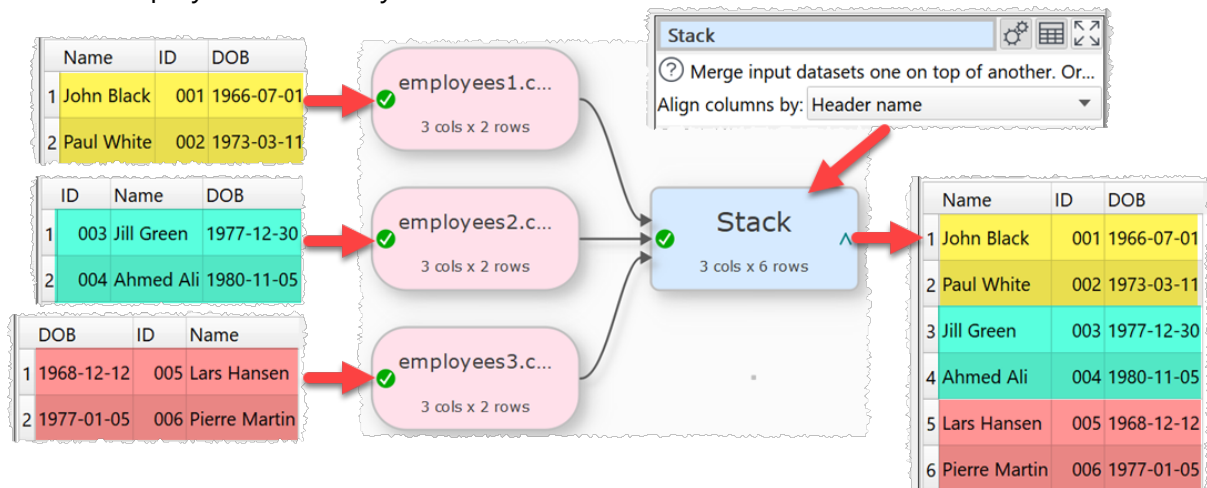 Name ID DOB
1 John Black 001 1966-07-01
2 Paul White 002 1973-03-11
ID Name DOB
1 003 Jill Green 1977-12-30
2 004 Ahmed Ali 1980-11-05
DOB ID Name
1 1968-12-12 005 Lars Hansen
2 1977-01-05 006 Pierre Martin
employees1.c...
3 cols x 2 rows
employees2.c...
3 cols x 2 rows
employees3.c...
3 cols x 2 rows
Stack
? Merge input datasets one on top of another. Or...
Align columns by: Header name
Stack
3 cols x 6 rows
Name ID DOB
1 John Black 001 1966-07-01
2 Paul White 002 1973-03-11
3 Jill Green 003 1977-12-30
4 Ahmed Ali 004 1980-11-05
5 Lars Hansen 005 1968-12-12
6 Pierre Martin 006 1977-01-05